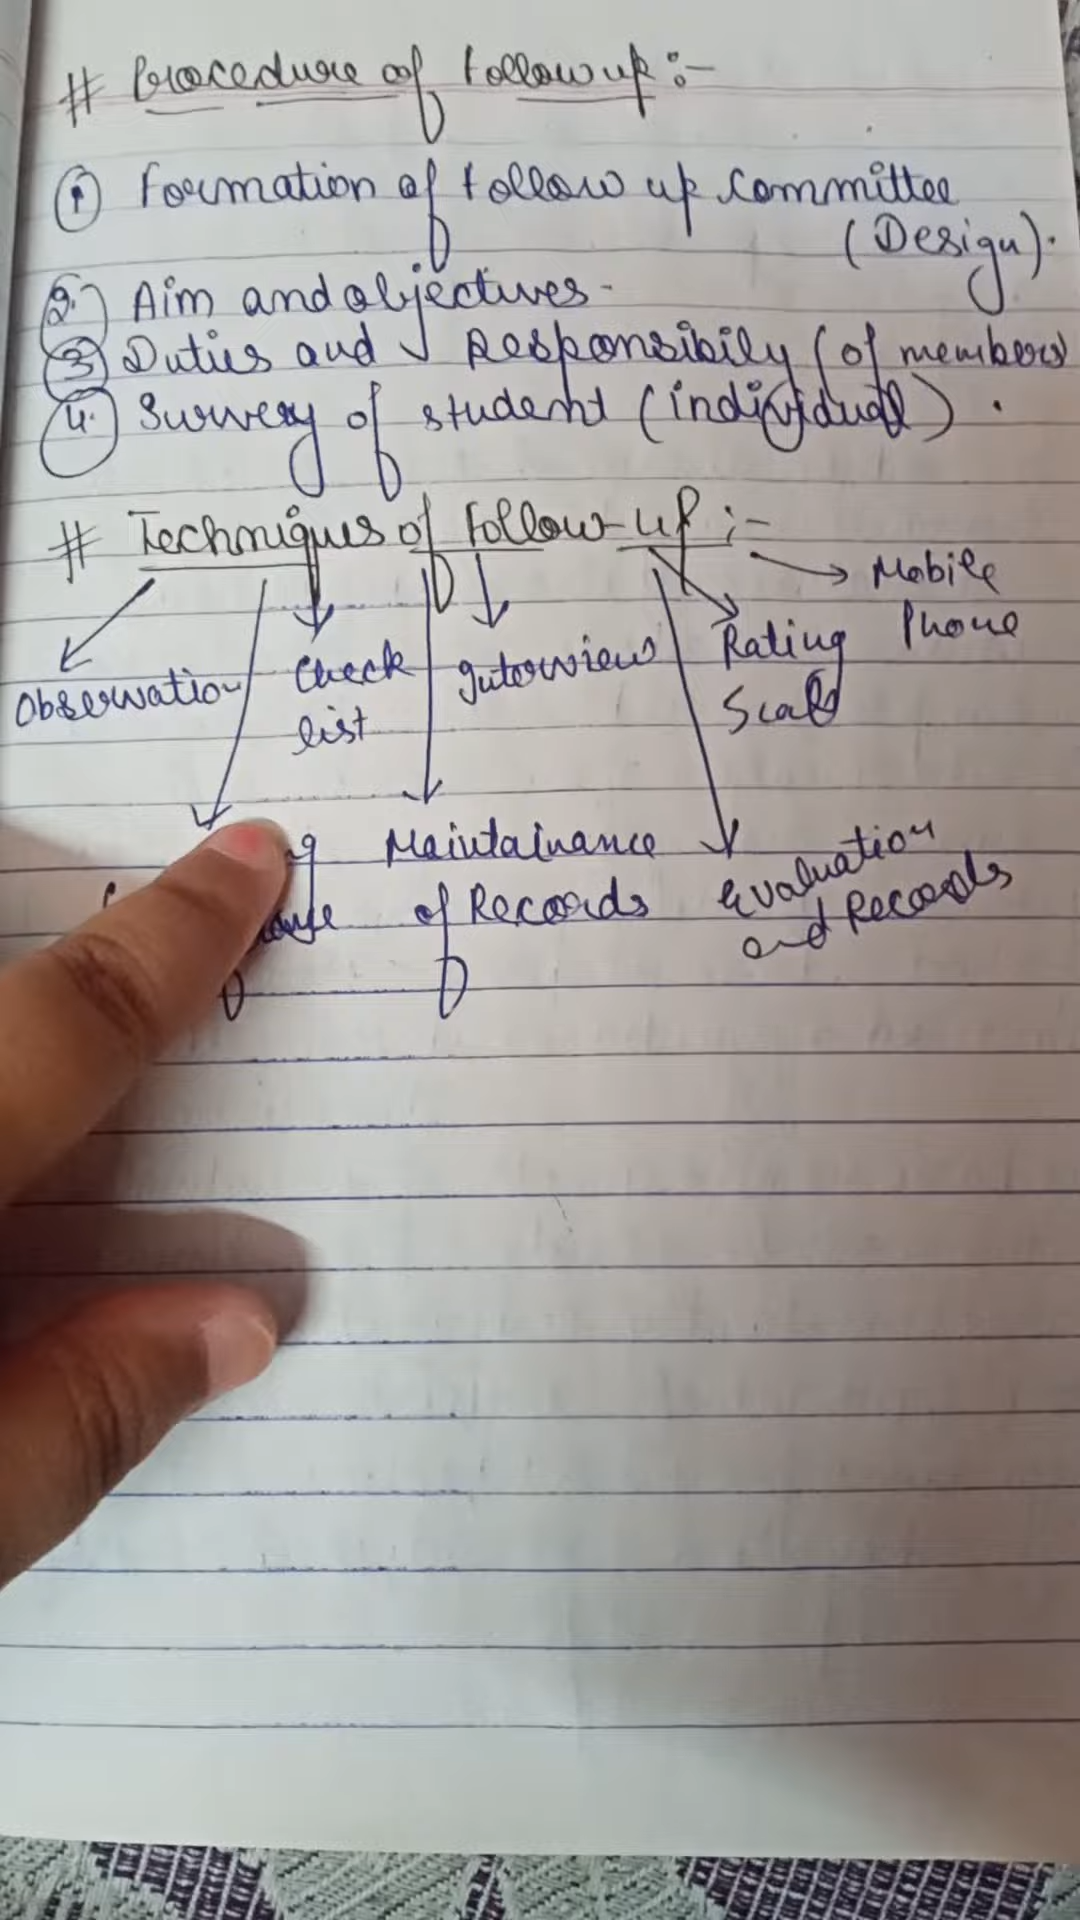 # Procedure of Follow up :-
① Formation of Follow up Committee
(Design).
2. Aim and objectives.
3 Duties and Responsibily (of members)
4. Survey of student (individual).
# Techniques of Follow-up :-
Mobile
Phone
Observation
Check
list
Interview
Rating
Scale
Maintainance
of Records
Evaluation
and Records